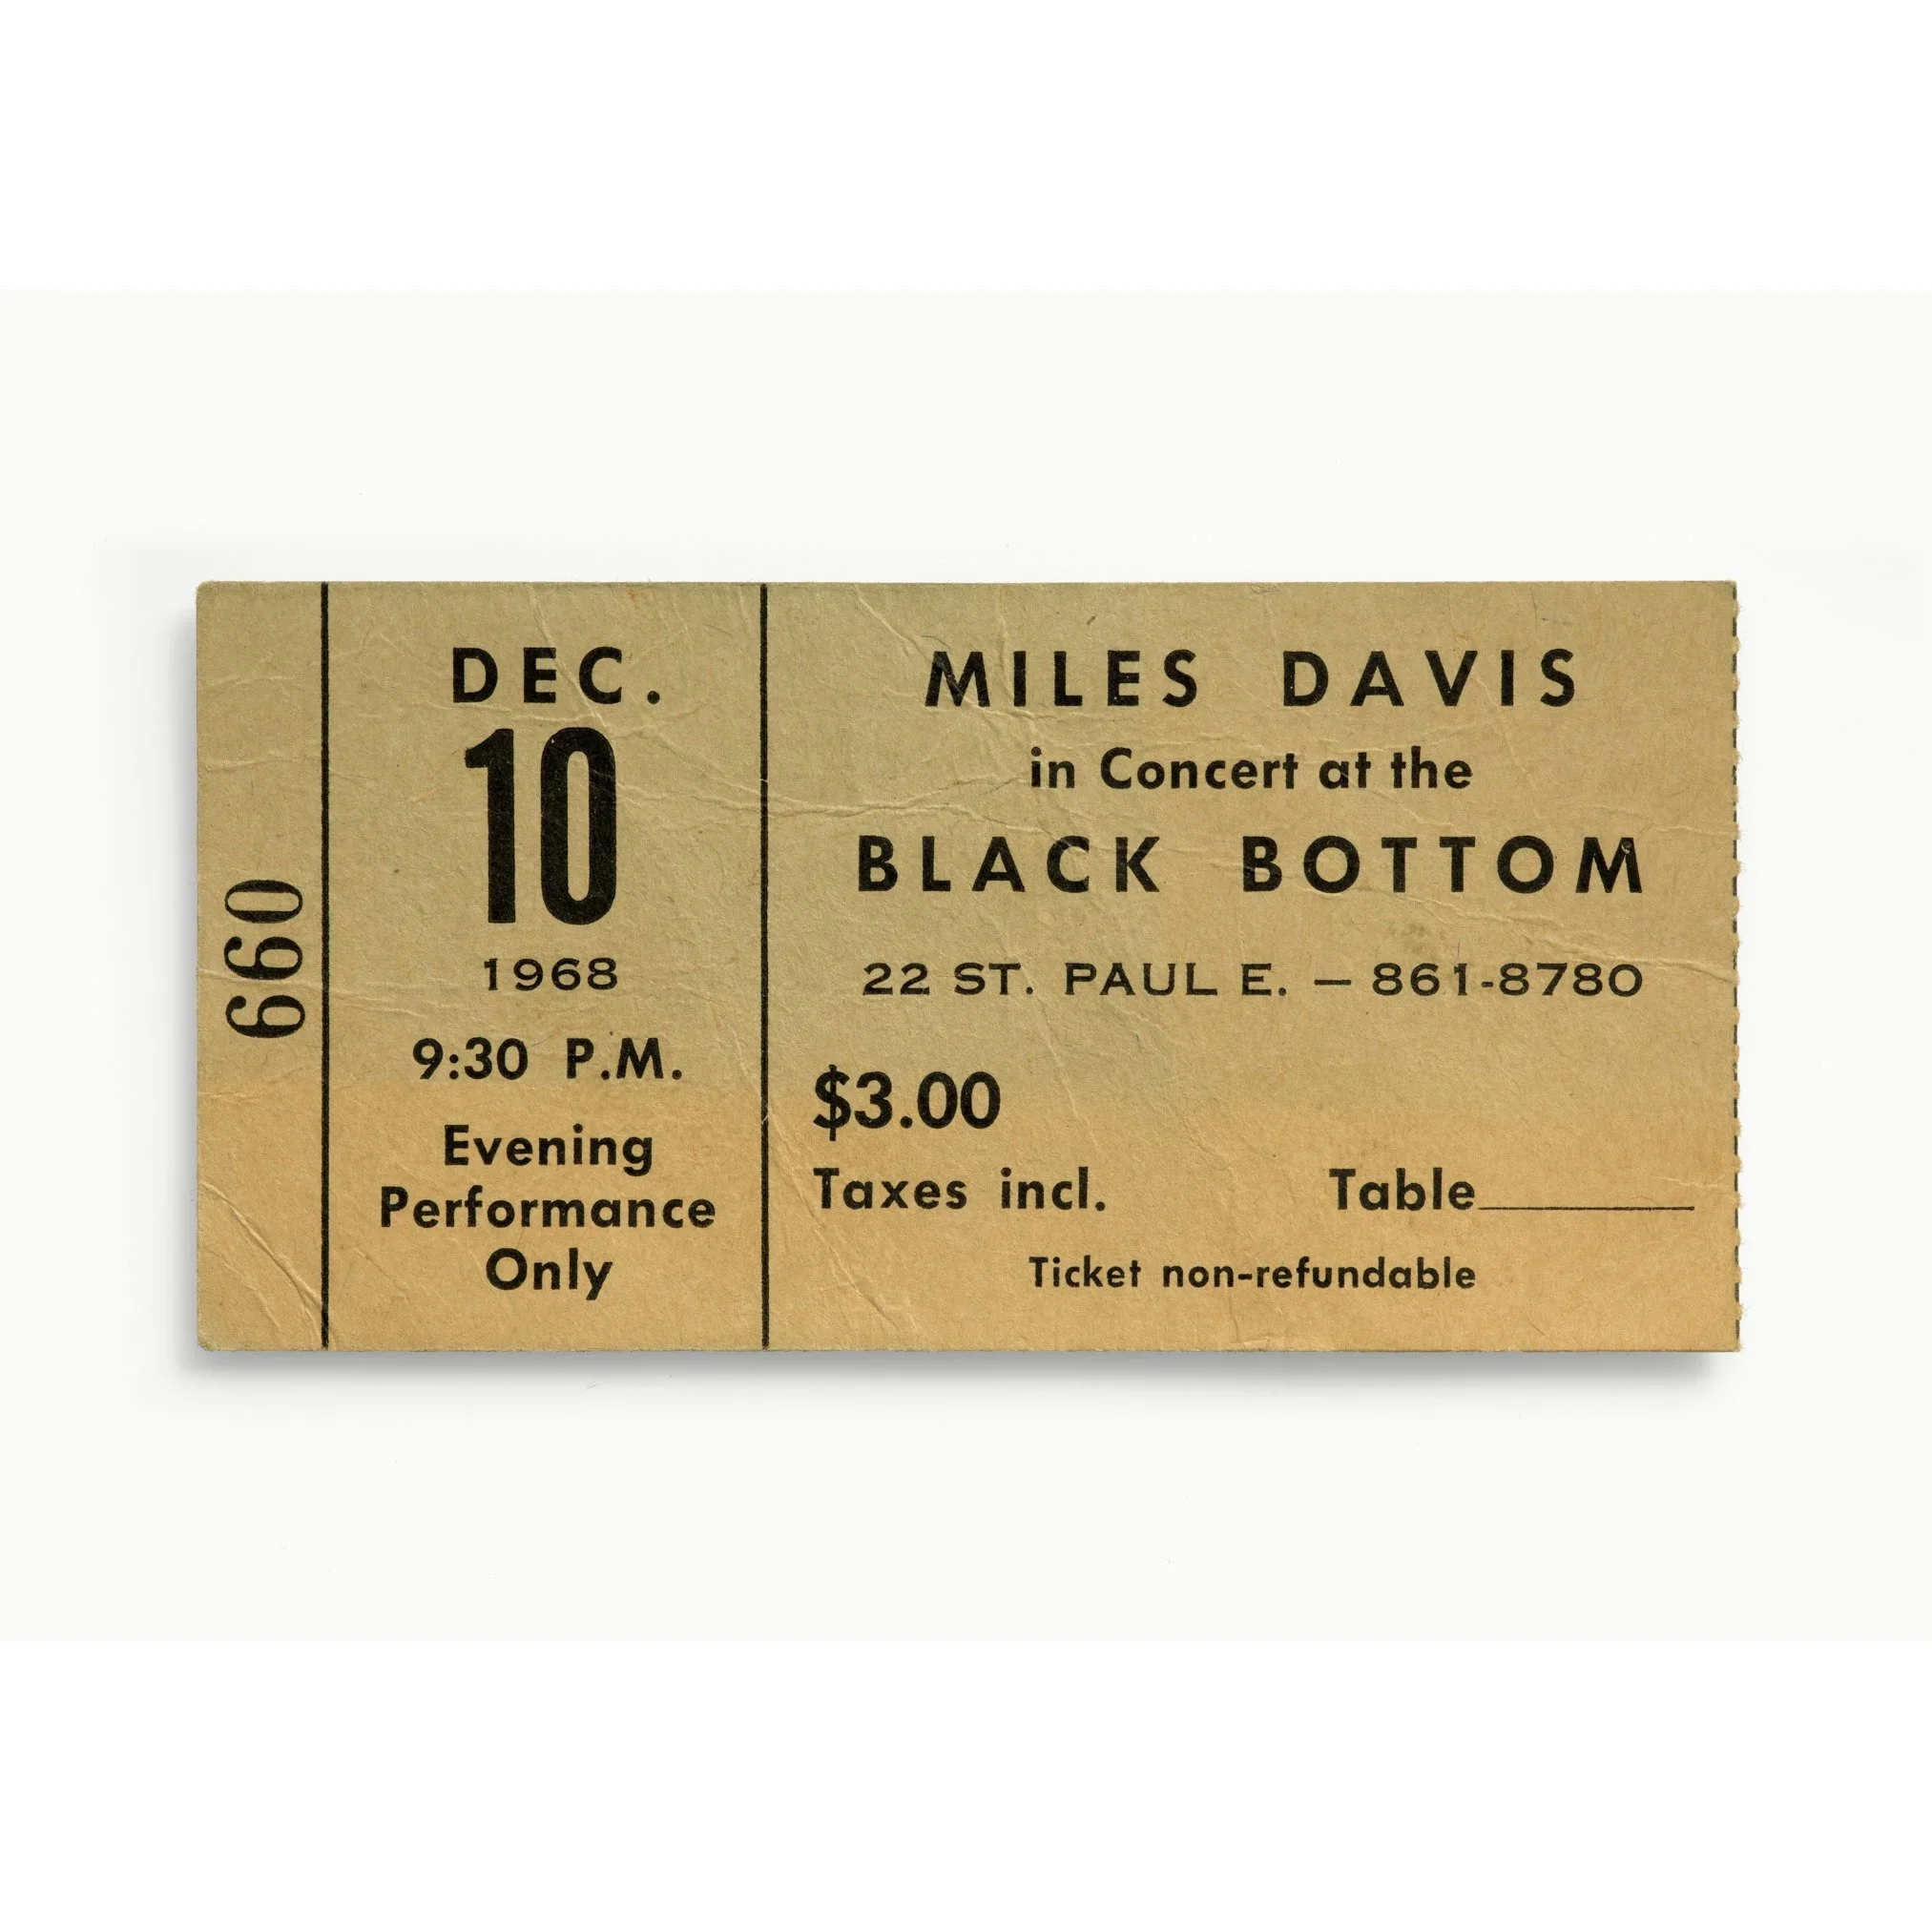 660
DEC.
10
1968
9:30 P.M.
Evening
Performance
Only
MILES DAVIS
in Concert at the
BLACK BOTTOM
22 ST. PAUL E. — 861-8780
$3.00
Taxes incl. Table__________
Ticket non-refundable